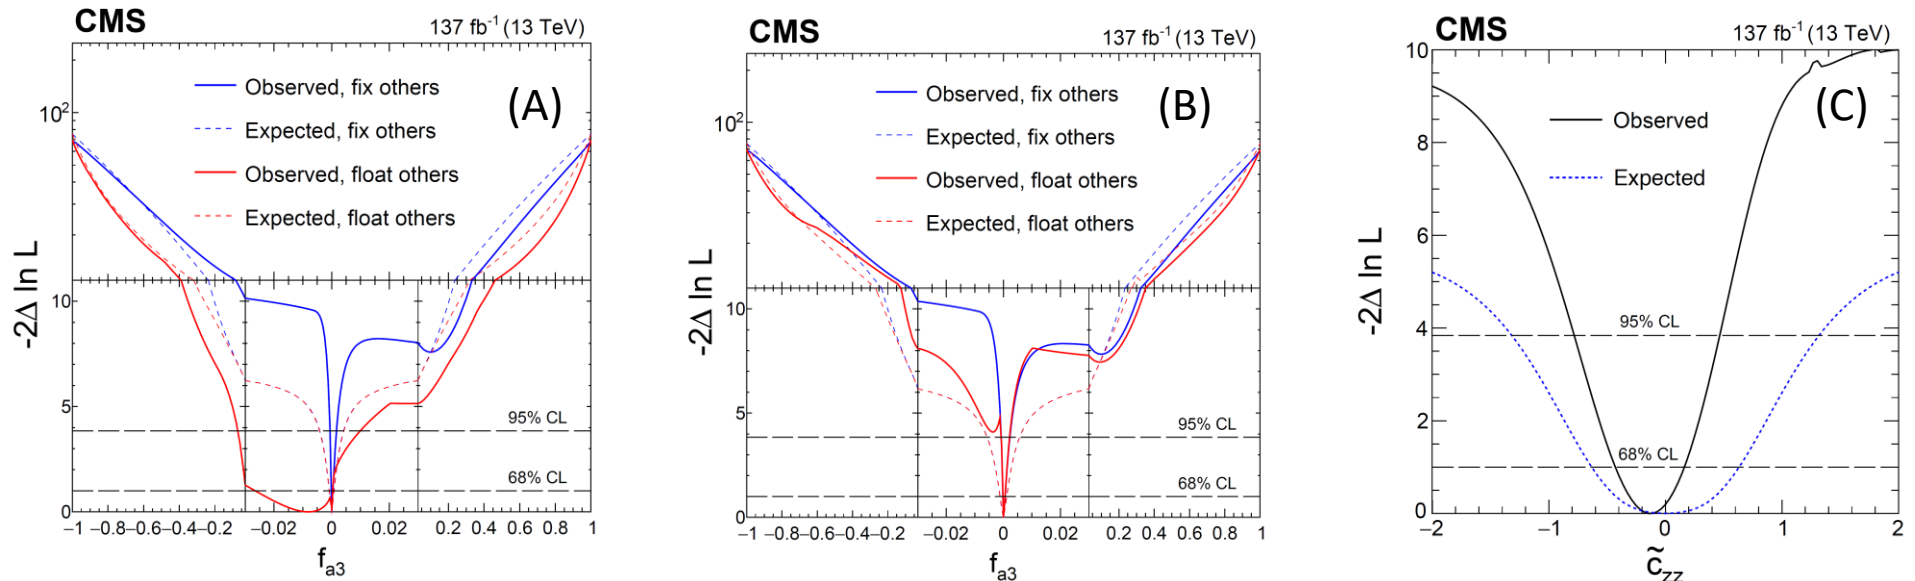 CMS 137 fb⁻¹ (13 TeV)
(A)
Observed, fix others
Expected, fix others
Observed, float others
Expected, float others
-2Δ ln L
10²
10
5
0
95% CL
68% CL
−1 −0.8 −0.6 −0.4 −0.2 −0.02 0 0.02 0.2 0.4 0.6 0.8 1
f_a3
CMS 137 fb⁻¹ (13 TeV)
(B)
Observed, fix others
Expected, fix others
Observed, float others
Expected, float others
-2Δ ln L
10²
10
5
0
95% CL
68% CL
−1 −0.8 −0.6 −0.4 −0.2 −0.02 0 0.02 0.2 0.4 0.6 0.8 1
f_a3
CMS 137 fb⁻¹ (13 TeV)
(C)
Observed
Expected
-2Δ ln L
10
8
6
4
2
0
95% CL
68% CL
−2 −1 0 1 2
c̃_zz